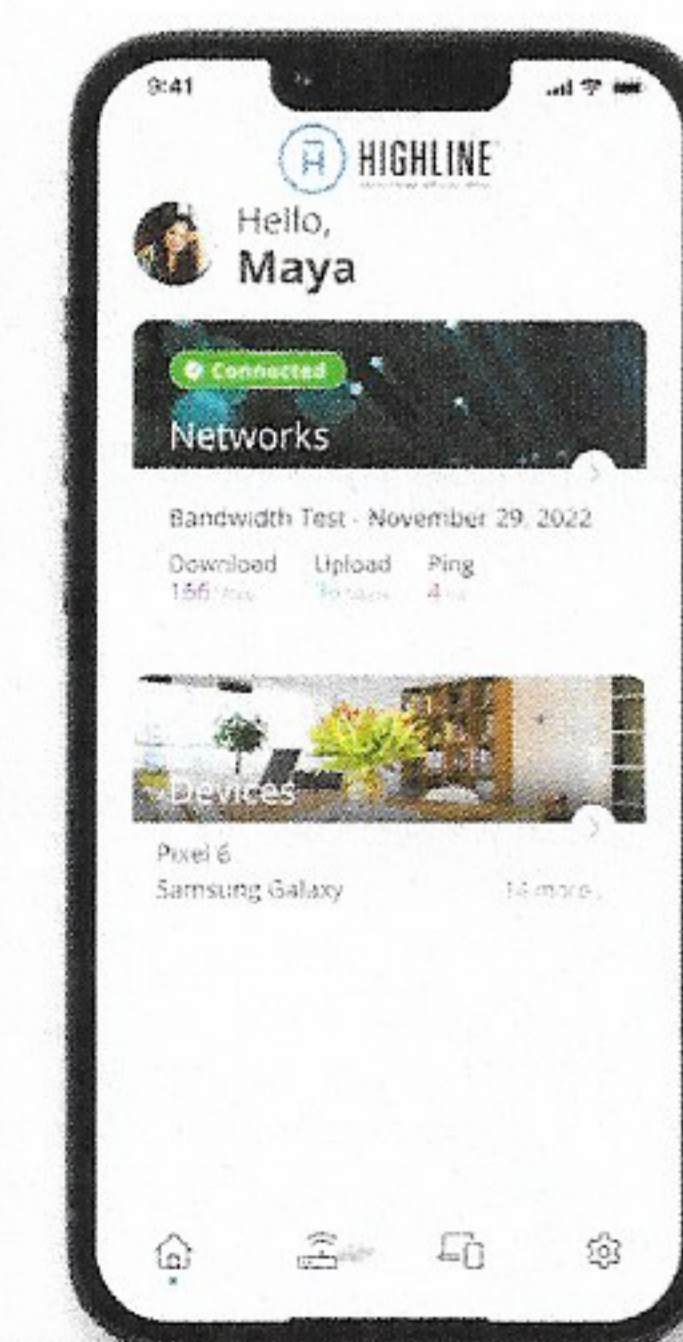 9:41
HIGHLINE
Hello,
Maya
Connected
Networks
Bandwidth Test - November 29, 2022
Download Upload Ping
166 4
Devices
Pixel 6
Samsung Galaxy
more